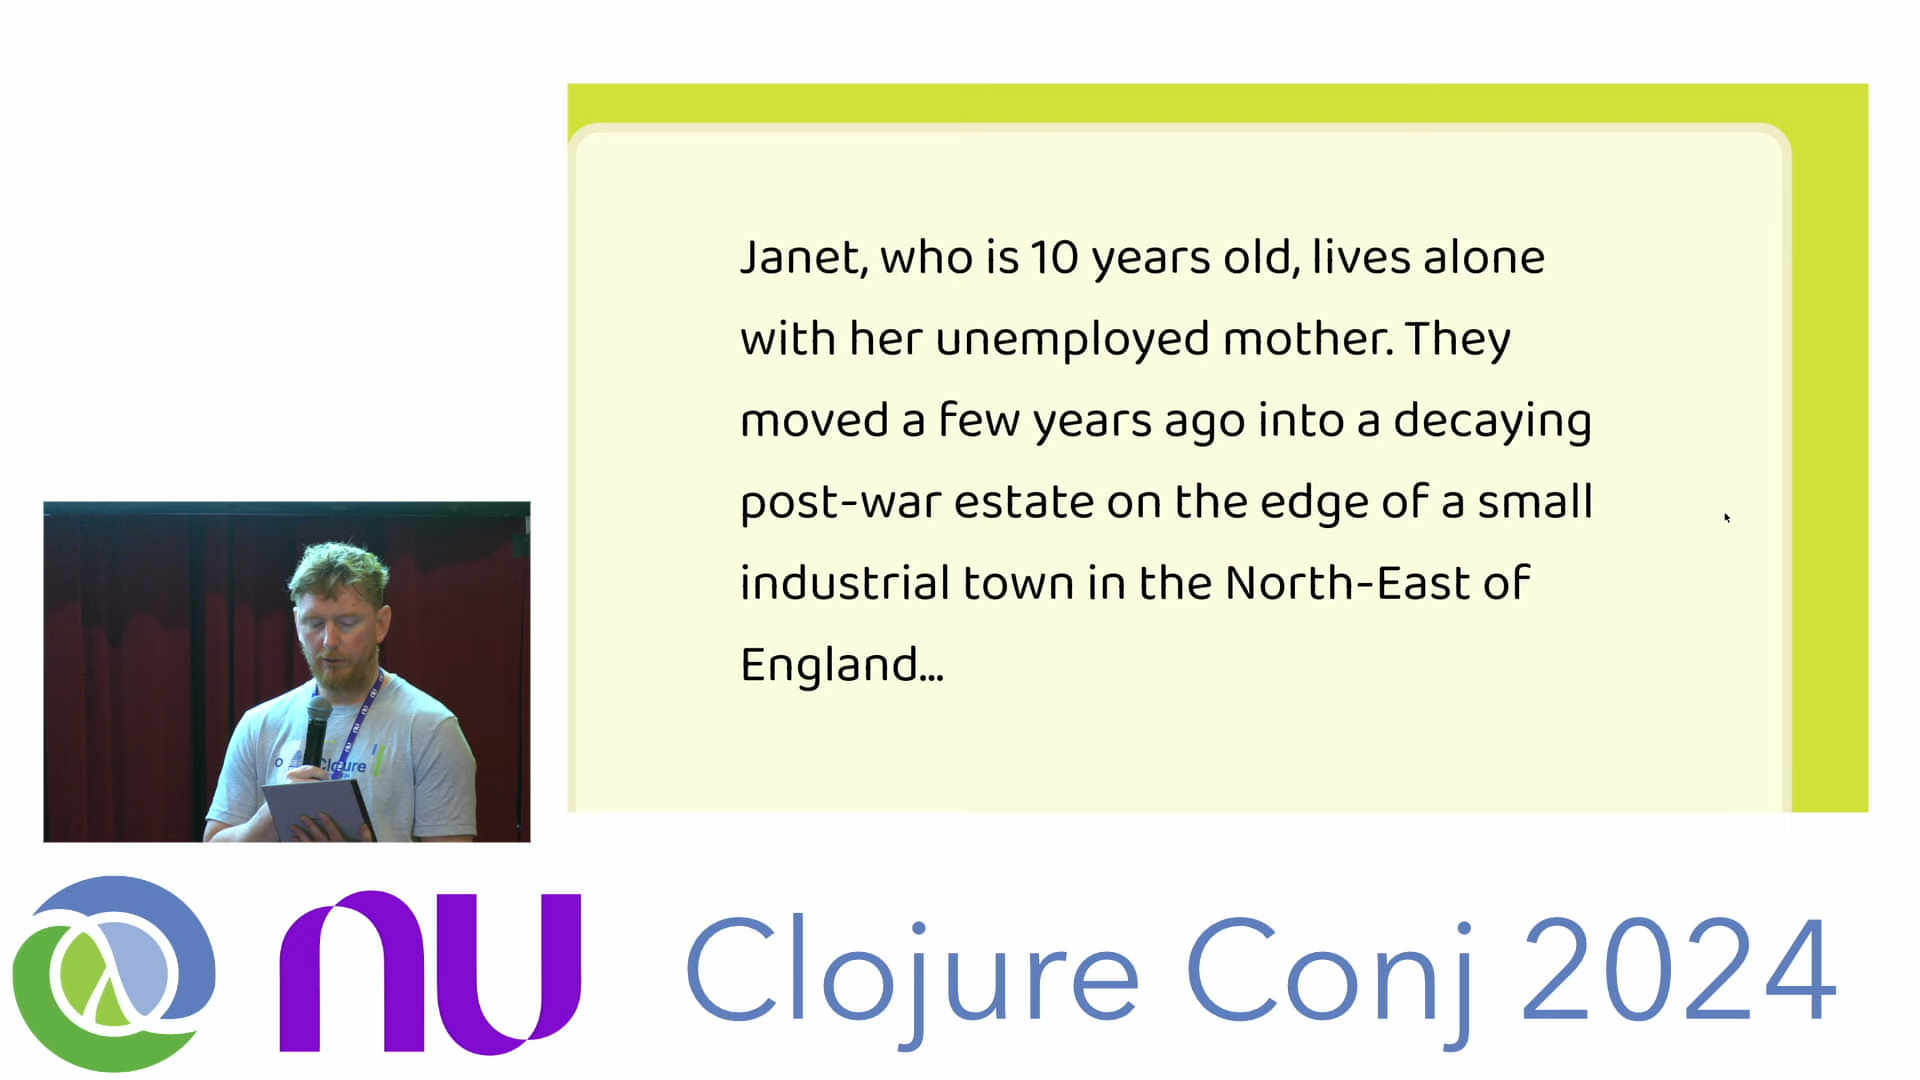 Janet, who is 10 years old, lives alone
with her unemployed mother. They
moved a few years ago into a decaying
post-war estate on the edge of a small
industrial town in the North-East of
England...
Clojure
nu
Clojure Conj 2024